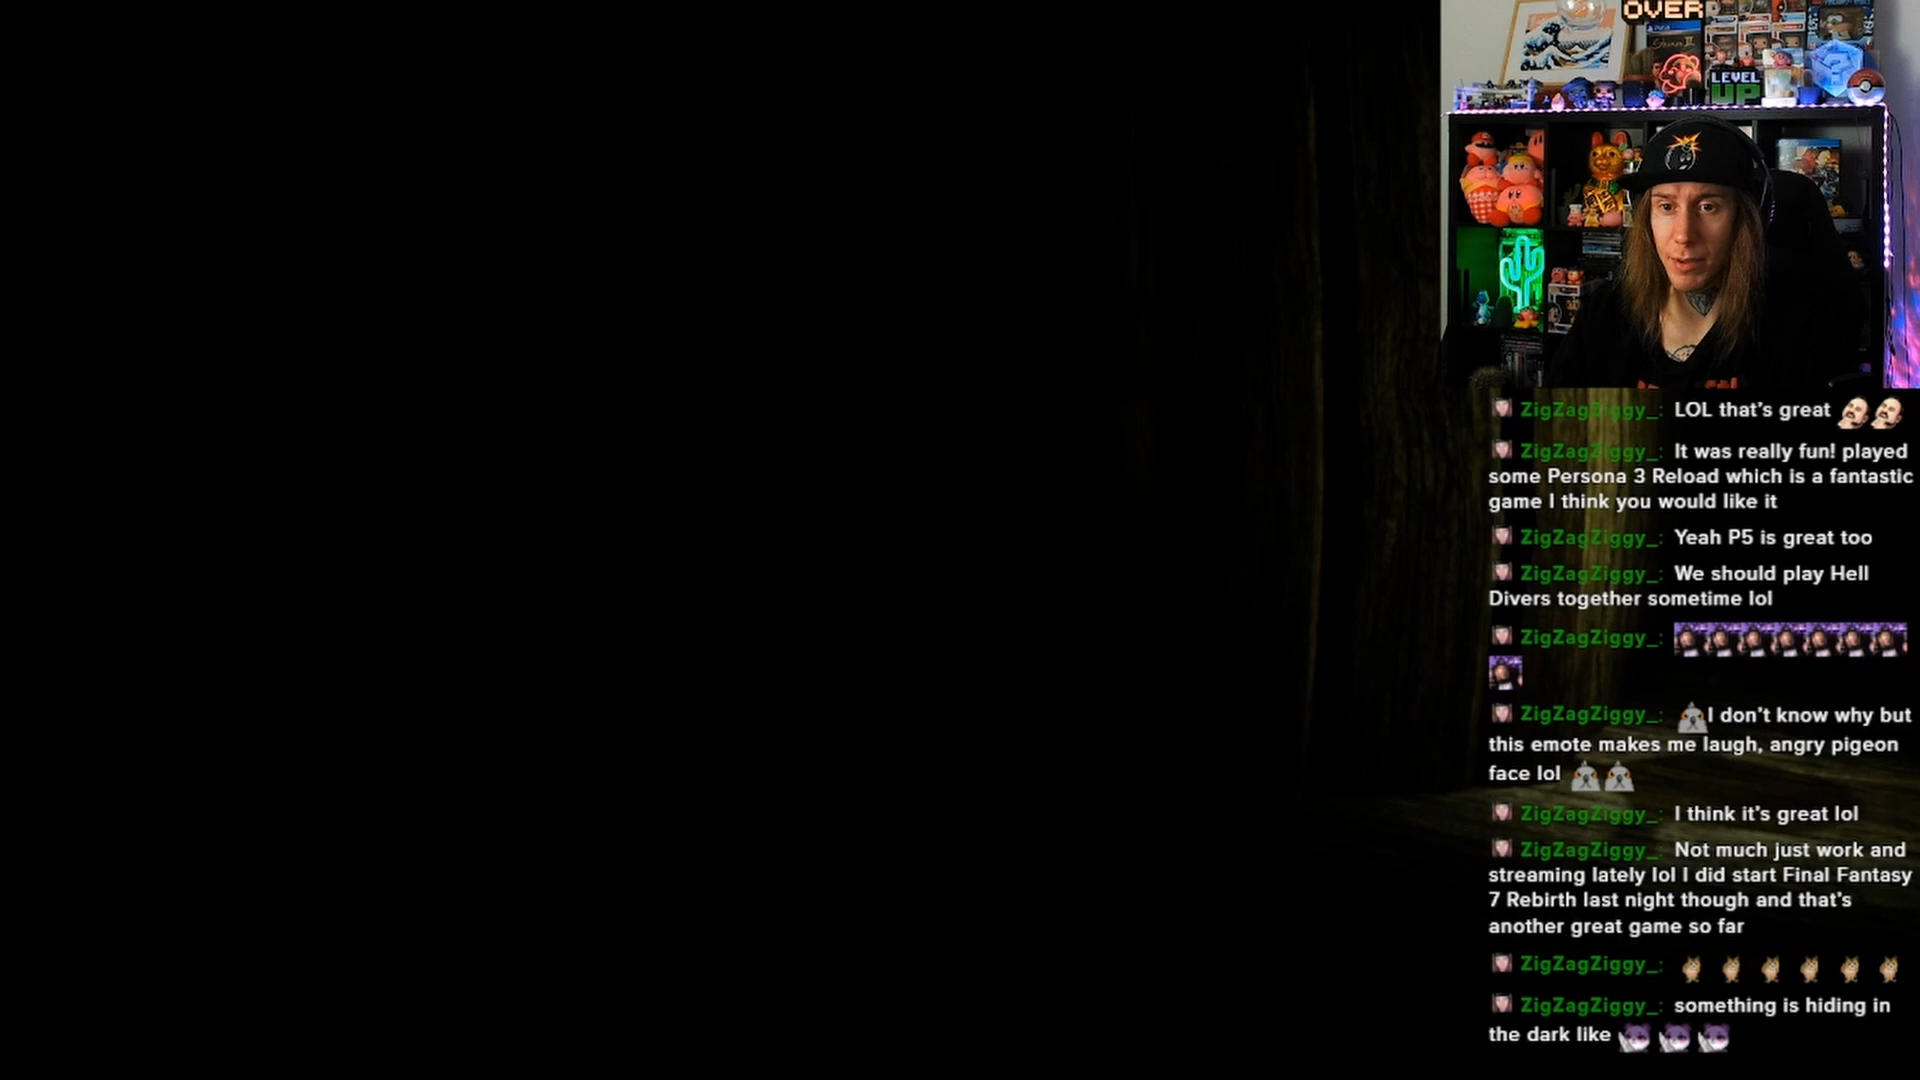 OVER
LEVEL
UP
ZigZagZiggy_: LOL that's great
ZigZagZiggy_: It was really fun! played
some Persona 3 Reload which is a fantastic
game I think you would like it
ZigZagZiggy_: Yeah P5 is great too
ZigZagZiggy_: We should play Hell
Divers together sometime lol
ZigZagZiggy_:
ZigZagZiggy_: I don't know why but
this emote makes me laugh, angry pigeon
face lol
ZigZagZiggy_: I think it's great lol
ZigZagZiggy_: Not much just work and
streaming lately lol I did start Final Fantasy
7 Rebirth last night though and that's
another great game so far
ZigZagZiggy_:
ZigZagZiggy_: something is hiding in
the dark like